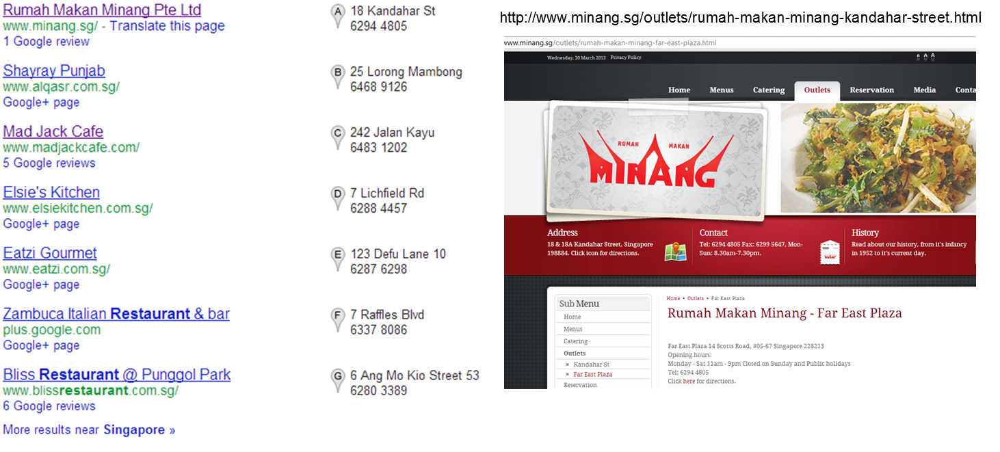 Rumah Makan Minang Pte Ltd
www.minang.sg/ - Translate this page
1 Google review
A 18 Kandahar St
6294 4805
Shayray Punjab
www.alqasr.com.sg/
Google+ page
B 25 Lorong Mambong
6468 9126
Mad Jack Cafe
www.madjackcafe.com/
5 Google reviews
C 242 Jalan Kayu
6483 1202
Elsie's Kitchen
www.elsiekitchen.com.sg/
Google+ page
D 7 Lichfield Rd
6288 4457
Eatzi Gourmet
www.eatzi.com.sg/
Google+ page
E 123 Defu Lane 10
6287 6298
Zambuca Italian Restaurant & bar
plus.google.com
Google+ page
F 7 Raffles Blvd
6337 8086
Bliss Restaurant @ Punggol Park
www.blissrestaurant.com.sg/
6 Google reviews
G 6 Ang Mo Kio Street 53
6280 3389
More results near Singapore »
http://www.minang.sg/outlets/rumah-makan-minang-kandahar-street.html
www.minang.sg/outlets/rumah-makan-minang-far-east-plaza.html
Wednesday, 20 March 2013 Privacy Policy
A A A
Home Menus Catering Outlets Reservation Media Conta
RUMAH MAKAN
MINANG
Address
18 & 18A Kandahar Street, Singapore
198884. Click icon for directions.
Contact
Tel: 6294 4805 Fax: 6299 5647, Mon-
Sun: 8.30am-7.30pm.
History
Read about our history, from it's infancy
in 1952 to it's current day.
Sub Menu
Home
Menus
Catering
Outlets
Kandahar St
Far East Plaza
Reservation
Home • Outlets • Far East Plaza
Rumah Makan Minang - Far East Plaza
Far East Plaza 14 Scotts Road, #05-67 Singapore 228213
Opening hours:
Monday - Sat 11am - 9pm Closed on Sunday and Public holidays
Tel: 6294 4805
Click here for directions.